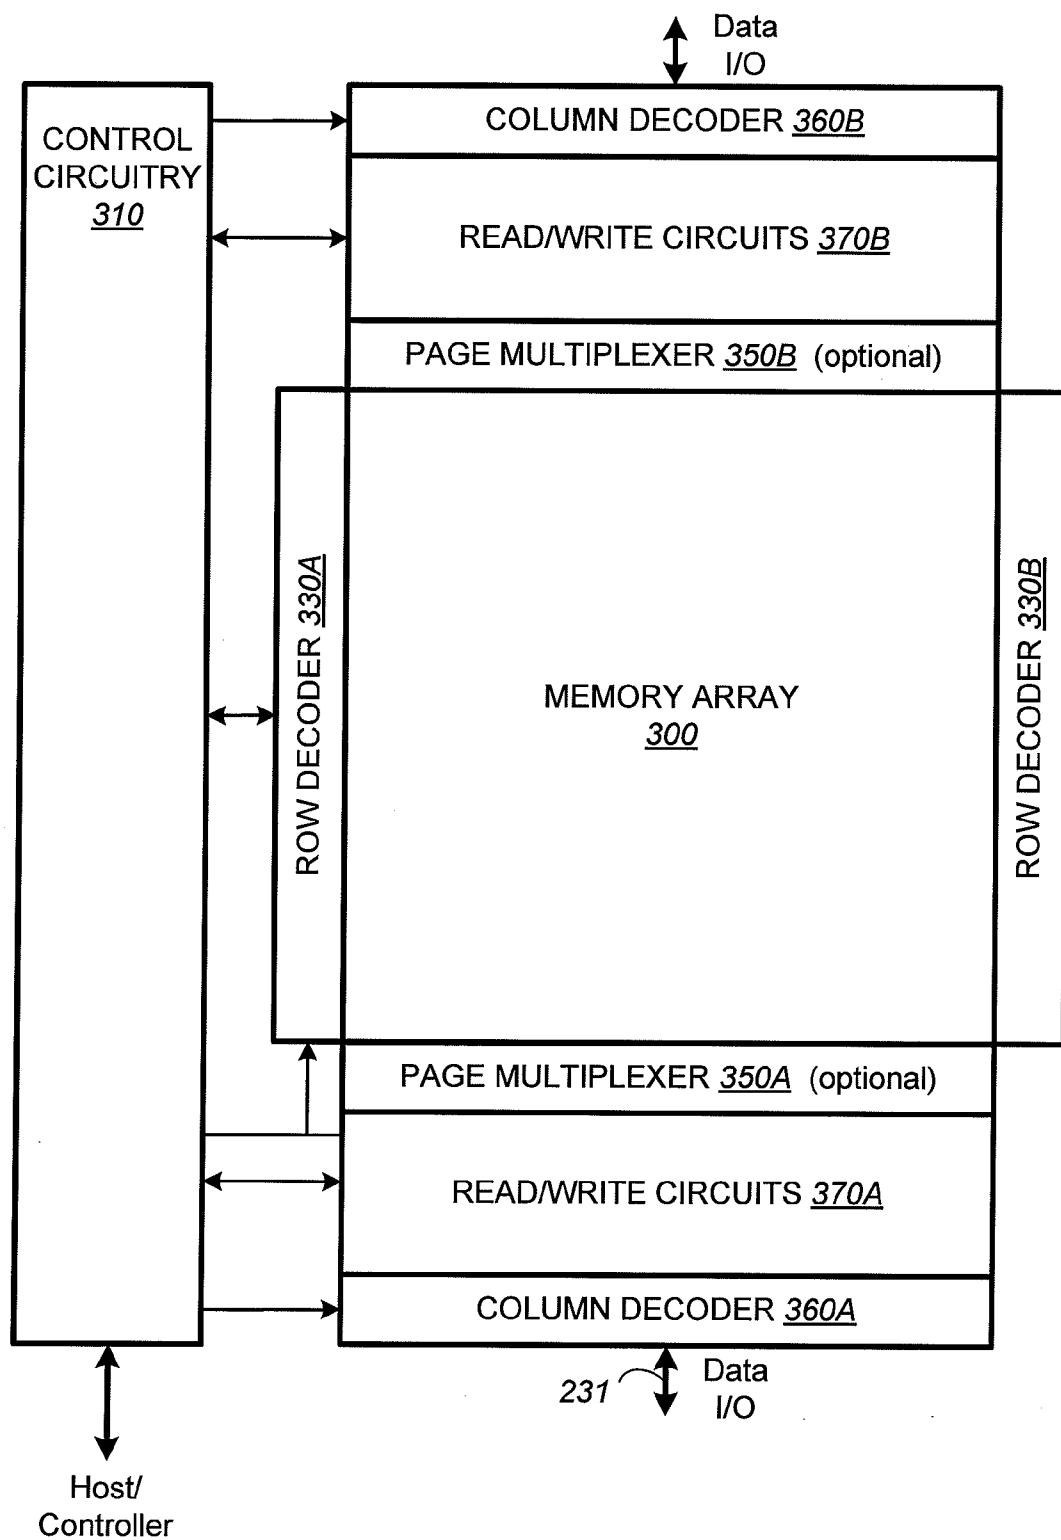 Data
I/O
CONTROL
CIRCUITRY
310
COLUMN DECODER 360B
READ/WRITE CIRCUITS 370B
PAGE MULTIPLEXER 350B (optional)
ROW DECODER 330A
MEMORY ARRAY
300
ROW DECODER 330B
PAGE MULTIPLEXER 350A (optional)
READ/WRITE CIRCUITS 370A
COLUMN DECODER 360A
231
Data
I/O
Host/
Controller